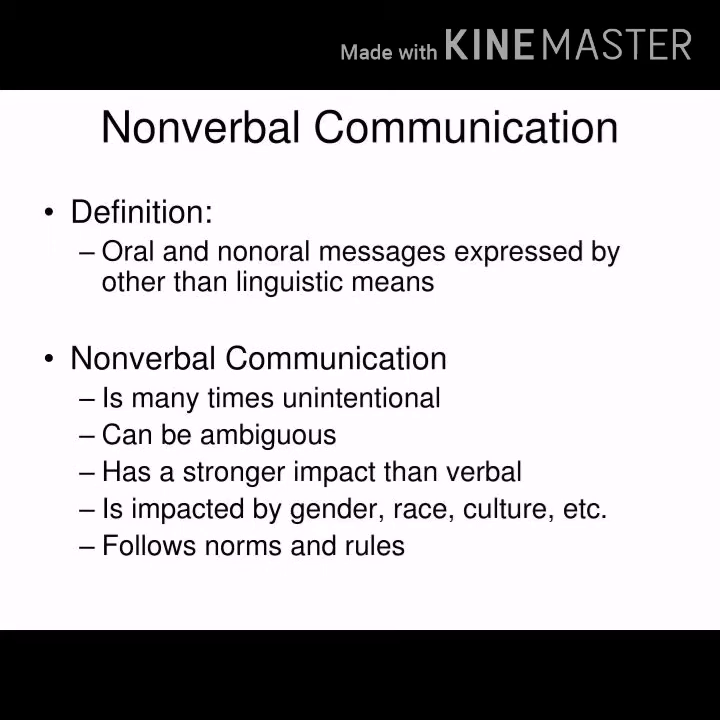 Made with KINEMASTER
Nonverbal Communication
• Definition:
– Oral and nonoral messages expressed by
other than linguistic means
• Nonverbal Communication
– Is many times unintentional
– Can be ambiguous
– Has a stronger impact than verbal
– Is impacted by gender, race, culture, etc.
– Follows norms and rules